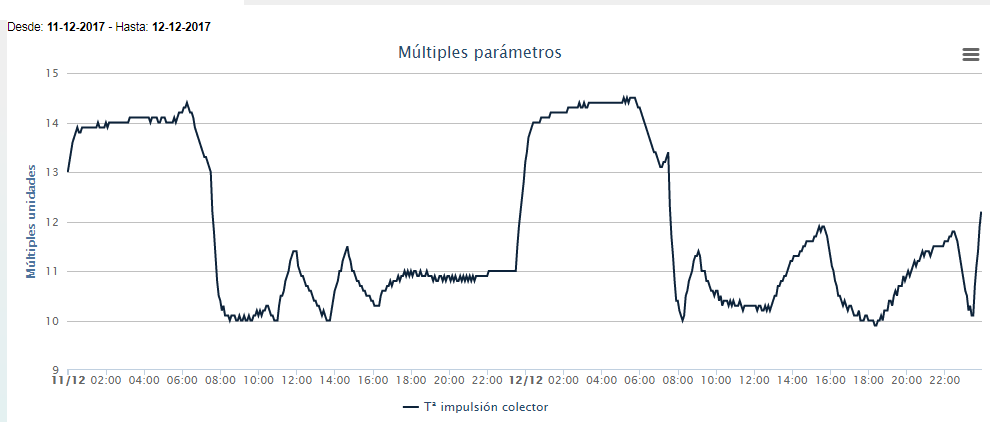 Desde: 11-12-2017 - Hasta: 12-12-2017
Múltiples parámetros
15
14
13
12
11
10
9
Múltiples unidades
11/12 02:00 04:00 06:00 08:00 10:00 12:00 14:00 16:00 18:00 20:00 22:00 12/12 02:00 04:00 06:00 08:00 10:00 12:00 14:00 16:00 18:00 20:00 22:00
Tª impulsión colector